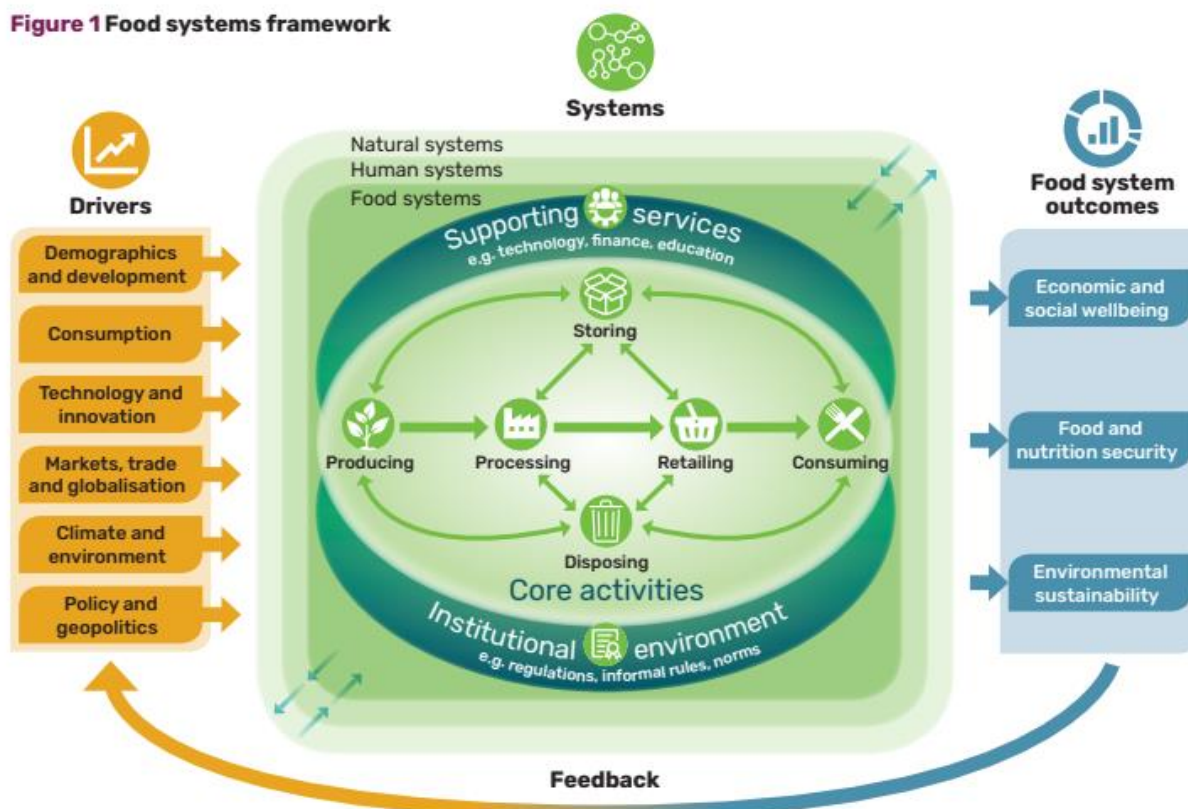 Figure 1 Food systems framework
Systems
Drivers
Demographics
and development
Consumption
Technology and
innovation
Markets, trade
and globalisation
Climate and
environment
Policy and
geopolitics
Natural systems
Human systems
Food systems
Supporting services
e.g. technology, finance, education
Storing
Producing
Processing
Retailing
Consuming
Disposing
Core activities
Institutional environment
e.g. regulations, informal rules, norms
Food system
outcomes
Economic and
social wellbeing
Food and
nutrition security
Environmental
sustainability
Feedback